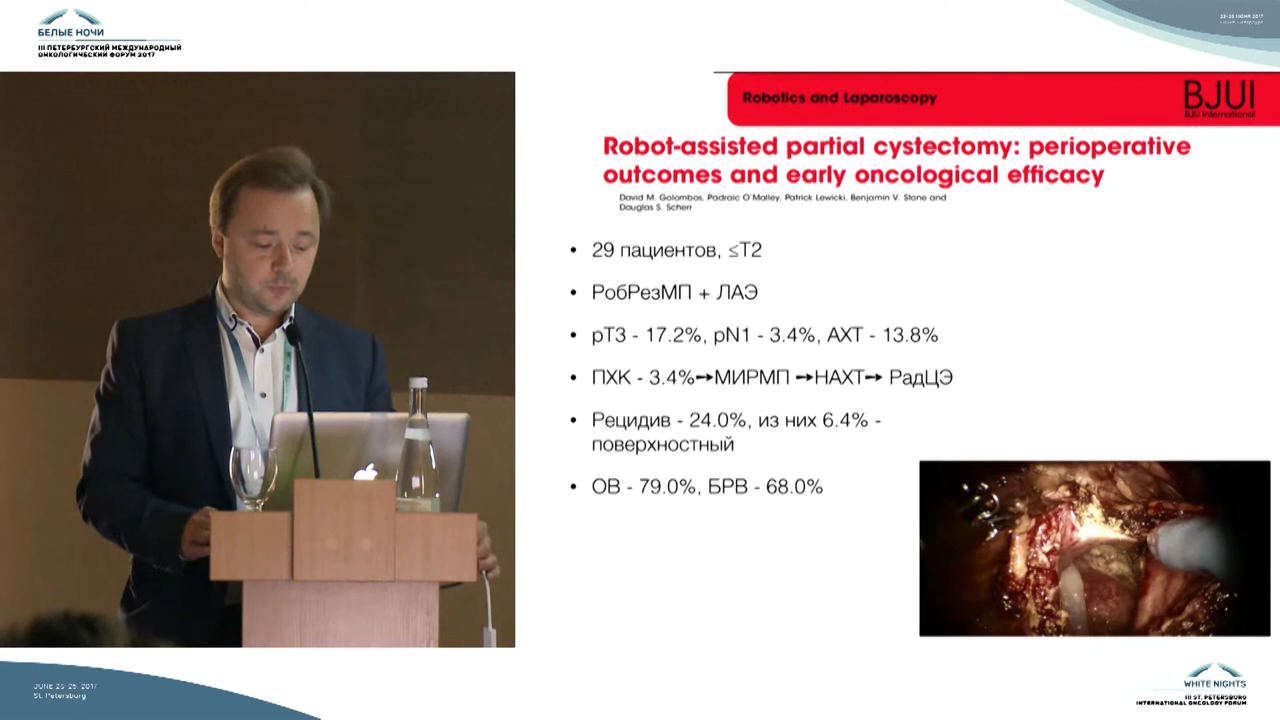 БЕЛЫЕ НОЧИ
III ПЕТЕРБУРГСКИЙ МЕЖДУНАРОДНЫЙ
ОНКОЛОГИЧЕСКИЙ ФОРУМ 2017
Robotics and Laparoscopy
BJUI
BJU International
Robot-assisted partial cystectomy: perioperative
outcomes and early oncological efficacy
David M. Golombos, Padraic O'Malley, Patrick Lewicki, Benjamin V. Stone and
Douglas S. Scherr
• 29 пациентов, ≤T2
• РобРезМП + ЛАЭ
• pT3 - 17.2%, pN1 - 3.4%, АХТ - 13.8%
• ПХК - 3.4%➙МИРМП ➙НАХТ➙ РадЦЭ
• Рецидив - 24.0%, из них 6.4% -
поверхностный
• ОВ - 79.0%, БРВ - 68.0%
St. Petersburg
WHITE NIGHTS
III ST. PETERSBURG
INTERNATIONAL ONCOLOGY FORUM